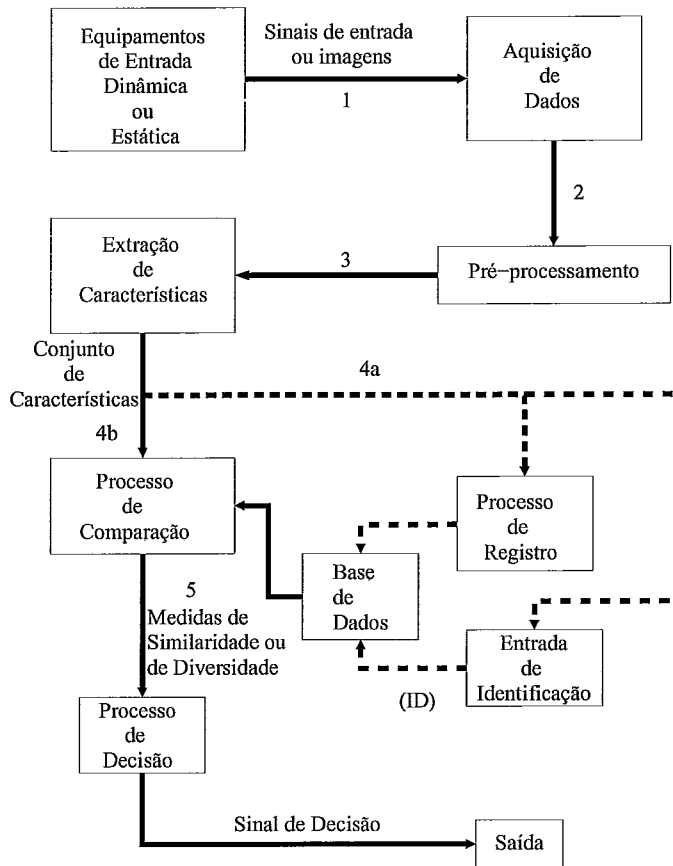 Equipamentos
de Entrada
Dinâmica
ou
Estática
Sinais de entrada
ou imagens
1
Aquisição
de
Dados
2
Pré-processamento
3
Extração
de
Características
Conjunto
de
Características
4a
4b
Processo
de
Comparação
Processo
de
Registro
Base
de
Dados
Entrada
de
Identificação
(ID)
5
Medidas de
Similaridade ou
de Diversidade
Processo
de
Decisão
Sinal de Decisão
Saída